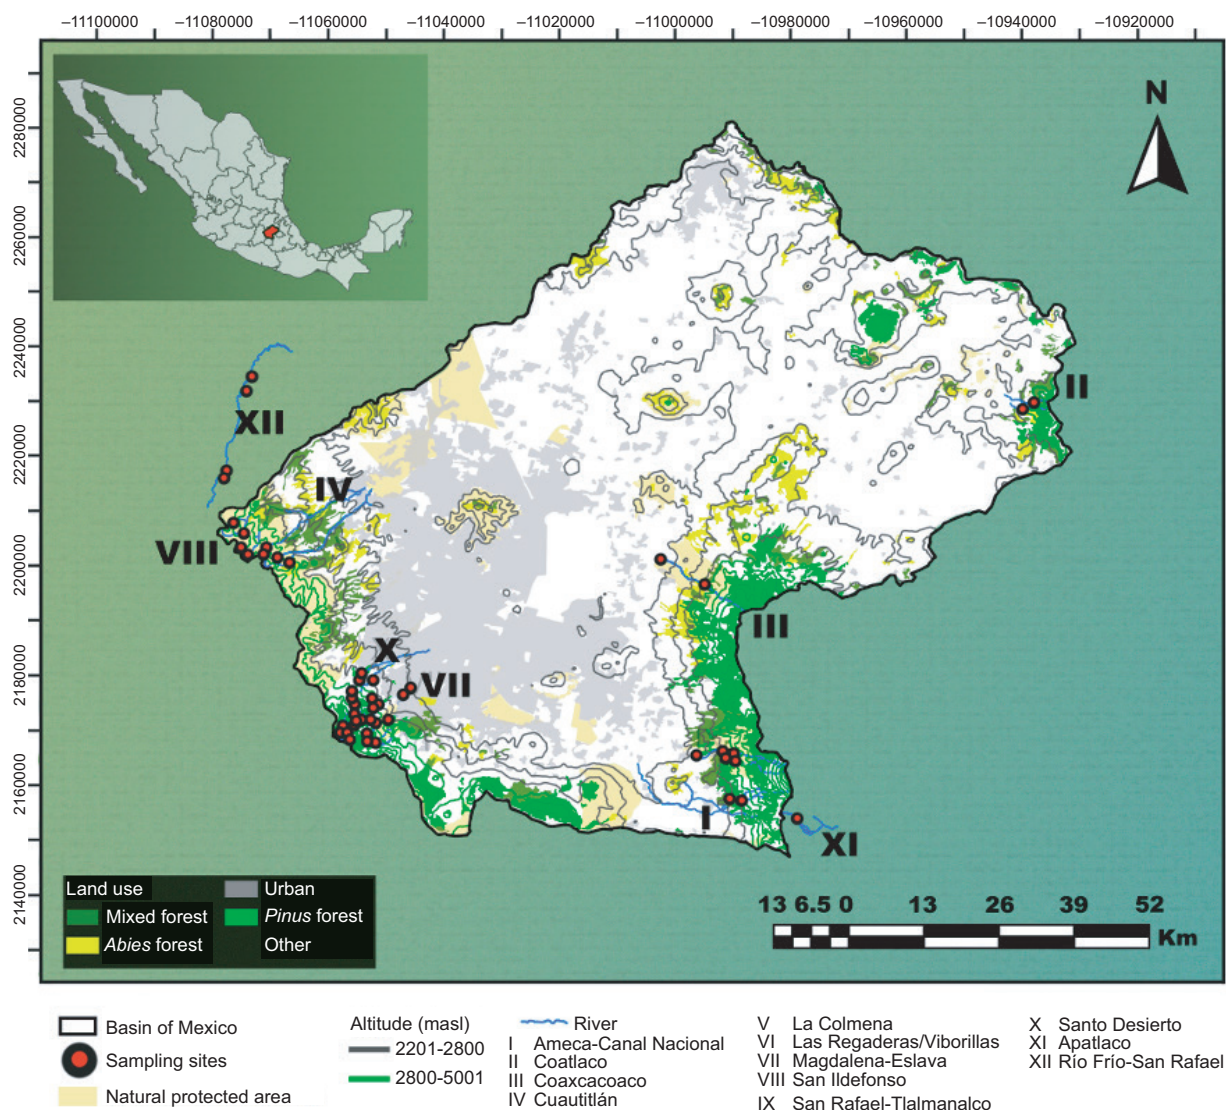 −11100000 −11080000 −11060000 −11040000 −11020000 −11000000 −10980000 −10960000 −10940000 −10920000
2280000
2260000
2240000
2220000
2200000
2180000
2160000
2140000
N
II
XII
IV
VIII
III
X
VII
I
XI
Land use
Mixed forest
Abies forest
Urban
Pinus forest
Other
13 6.5 0 13 26 39 52
Km
Basin of Mexico
Sampling sites
Natural protected area
Altitude (masl)
2201-2800
2800-5001
River
I Ameca-Canal Nacional
II Coatlaco
III Coaxcacoaco
IV Cuautitlán
V La Colmena
VI Las Regaderas/Viborillas
VII Magdalena-Eslava
VIII San Ildefonso
IX San Rafael-Tlalmanalco
X Santo Desierto
XI Apatlaco
XII Río Frío-San Rafael